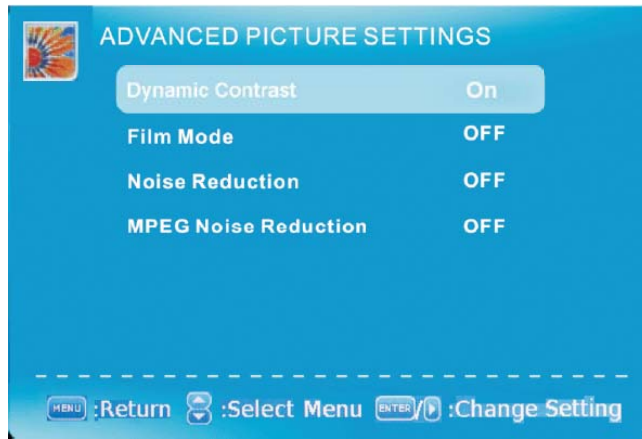 ADVANCED PICTURE SETTINGS
Dynamic Contrast On
Film Mode OFF
Noise Reduction OFF
MPEG Noise Reduction OFF
MENU :Return :Select Menu ENTER/ :Change Setting